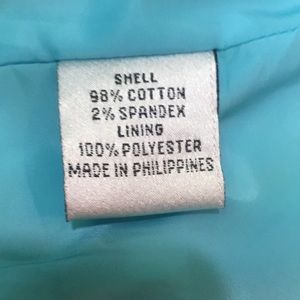 SHELL
98% COTTON
2% SPANDEX
LINING
100% POLYESTER
MADE IN PHILIPPINES